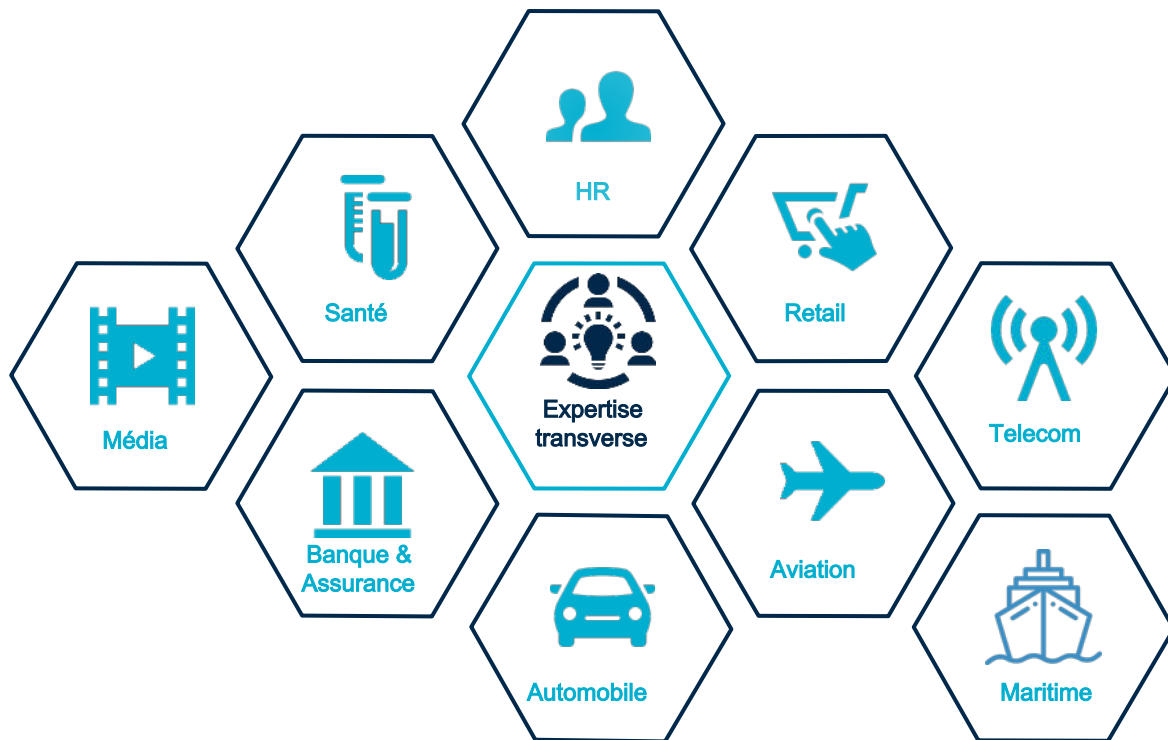 HR
Santé
Retail
Expertise
transverse
Média
Telecom
Banque &
Assurance
Aviation
Automobile
Maritime